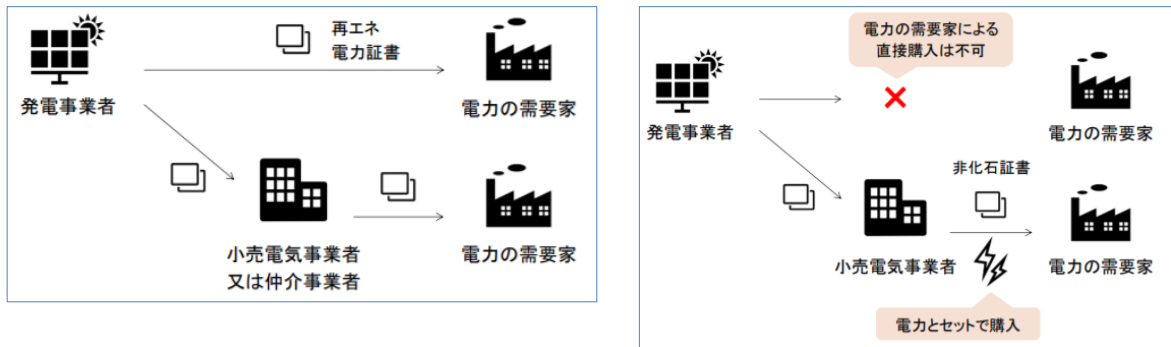 再エネ
電力証書
発電事業者
電力の需要家
小売電気事業者
又は仲介事業者
電力の需要家
電力の需要家による
直接購入は不可
発電事業者
電力の需要家
非化石証書
小売電気事業者
電力の需要家
電力とセットで購入